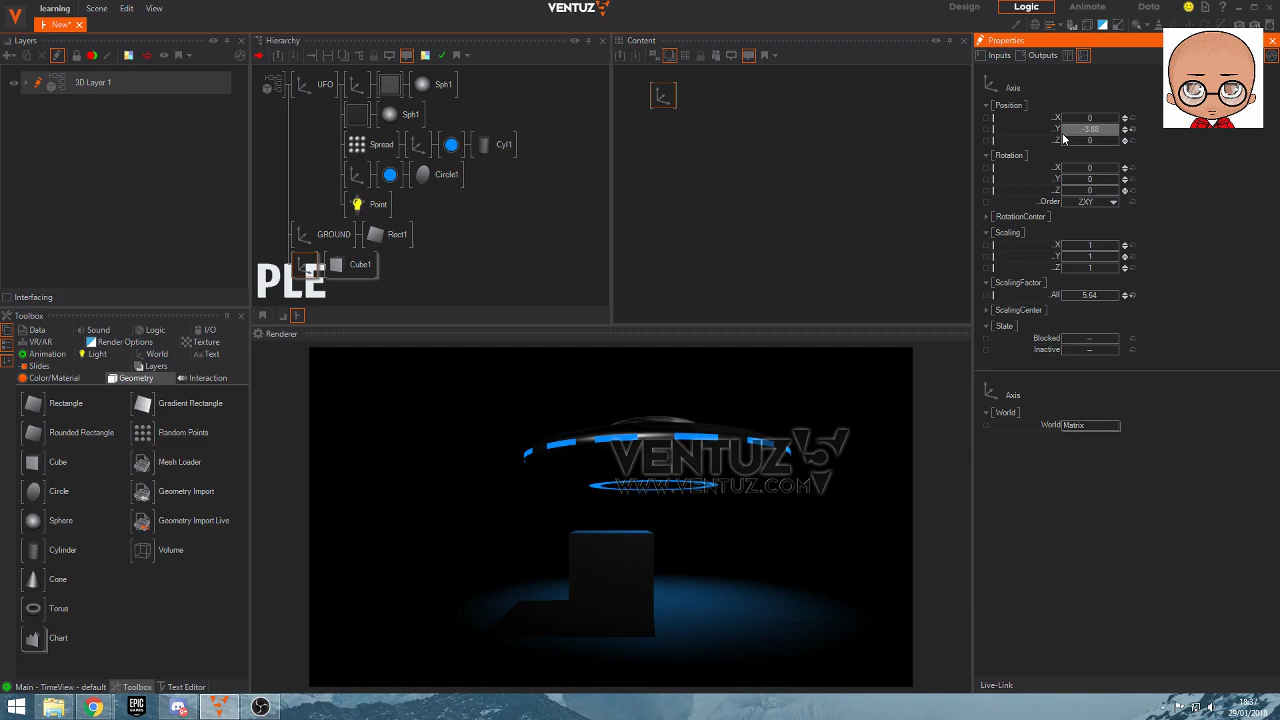 learning Scenes Edit View VENTUZ Design Logic Animate Data
New*
Layers Hierarchy Content Properties
Inputs Outputs
3D Layer 1
UFO Sph1
Sph1
Spread Cyl1
Circle1
Point
GROUND Rect1
Cube1
PLE
Axis
Position
..X 0
..Y -3.88
..Z 0
Rotation
..X 0
..Y 0
..Z 0
..Order ZXY
RotationCenter
Scaling
..X 1
..Y 1
..Z 1
ScalingFactor
..All 5.64
ScalingCenter
State
Blocked --
Inactive --
Axis
World
World Matrix
Live-Link
Interfacing
Toolbox
Data Sound Logic I/O
VR/AR Render Options Texture
Animation Light World Text
Slides Layers
Color/Material Geometry Interaction
Rectangle Gradient Rectangle
Rounded Rectangle Random Points
Cube Mesh Loader
Circle Geometry Import
Sphere Geometry Import Live
Cylinder Volume
Cone
Torus
Chart
Renderer
VENTUZ 5
WWW.VENTUZ.COM
Main - TimeView - default Toolbox Text Editor
EPIC GAMES
18:37
29/01/2018